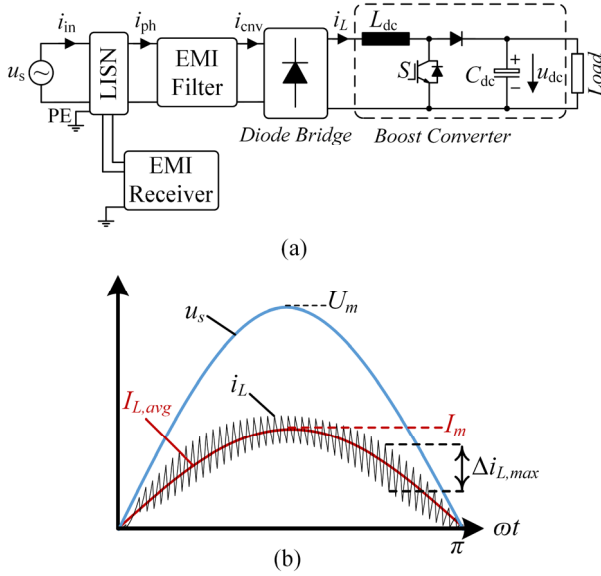 i_in i_ph i_cnv i_L L_dc
u_s LISN EMI Filter S C_dc + − u_dc Load
PE
Diode Bridge Boost Converter
EMI Receiver
(a)
U_m
u_s
i_L
I_L,avg I_m
Δi_L,max
π ωt
(b)